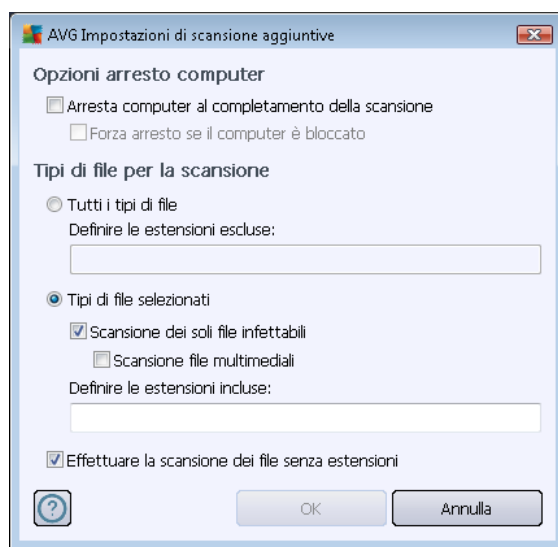 AVG Impostazioni di scansione aggiuntive
Opzioni arresto computer
Arresta computer al completamento della scansione
Forza arresto se il computer è bloccato
Tipi di file per la scansione
Tutti i tipi di file
Definire le estensioni escluse:
Tipi di file selezionati
Scansione dei soli file infettabili
Scansione file multimediali
Definire le estensioni incluse:
Effettuare la scansione dei file senza estensioni
? OK Annulla